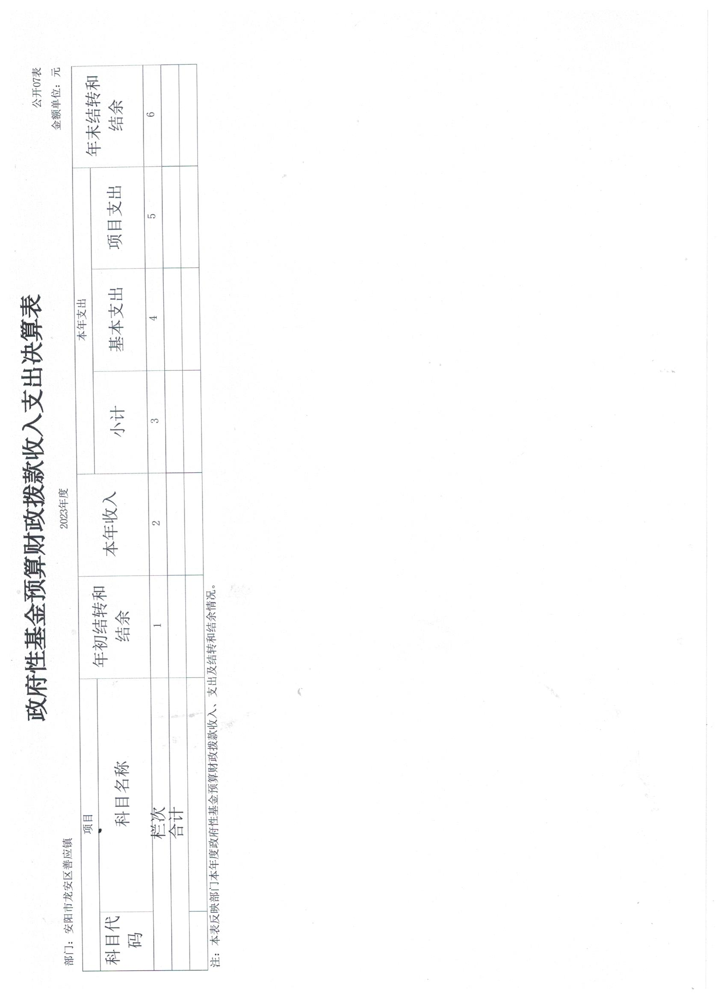 政府性基金预算财政拨款收入支出决算表
公开07表
2023年度
部门：安阳市龙安区善应镇
金额单位：元
项目
年初结转和
结余
本年收入
本年支出
年末结转和
结余
科目代
码
科目名称
小计
基本支出
项目支出
栏次
1
2
3
4
5
6
合计
注：本表反映部门本年度政府性基金预算财政拨款收入、支出及结转和结余情况。